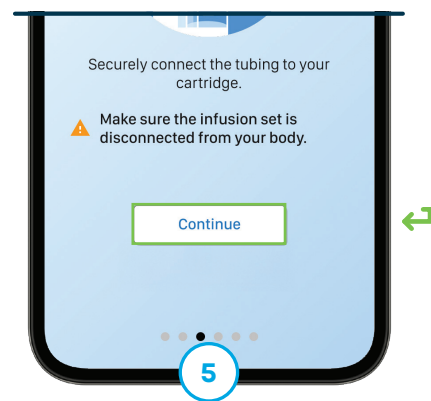 Securely connect the tubing to your
cartridge.
Make sure the infusion set is
disconnected from your body.
Continue
5